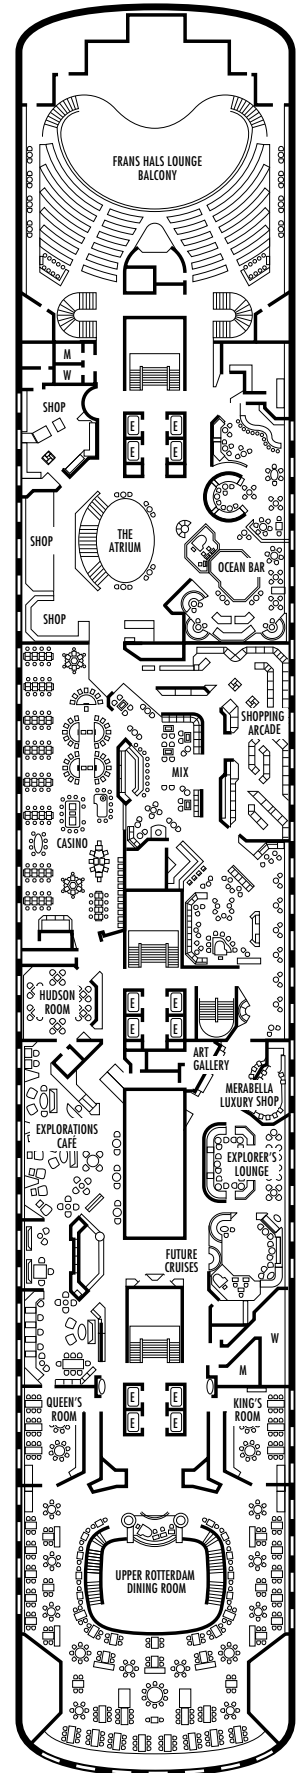 FRANS HALS LOUNGE
BALCONY
M
W
SHOP
E
E
E
E
SHOP
THE
ATRIUM
OCEAN BAR
SHOP
SHOPPING
ARCADE
MIX
CASINO
HUDSON
ROOM
E
E
E
E
ART
GALLERY
MERABELLA
LUXURY SHOP
EXPLORATIONS
CAFÉ
EXPLORER'S
LOUNGE
FUTURE
CRUISES
W
M
QUEEN'S
ROOM
E
E
E
E
KING'S
ROOM
UPPER ROTTERDAM
DINING ROOM